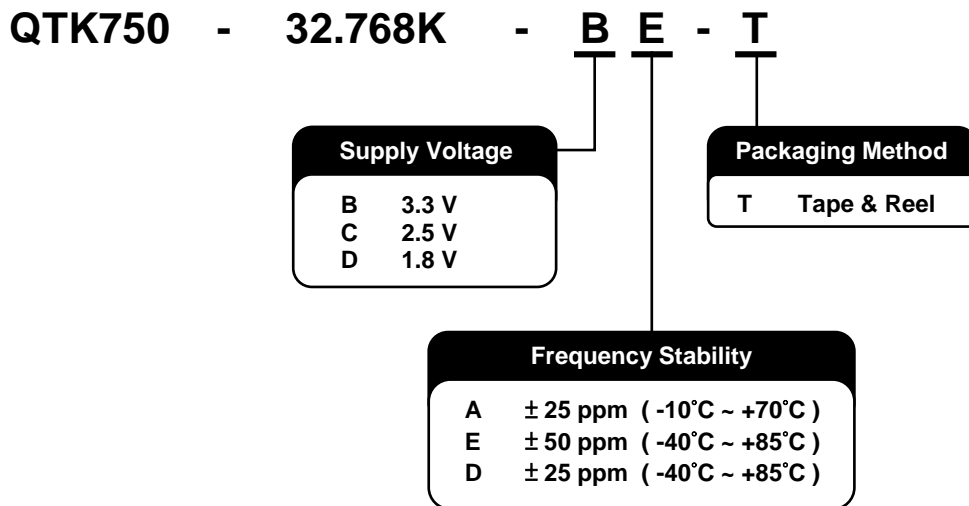 QTK750 - 32.768K - B E - T
Supply Voltage
B 3.3 V
C 2.5 V
D 1.8 V
Packaging Method
T Tape & Reel
Frequency Stability
A ± 25 ppm ( -10°C ~ +70°C )
E ± 50 ppm ( -40°C ~ +85°C )
D ± 25 ppm ( -40°C ~ +85°C )